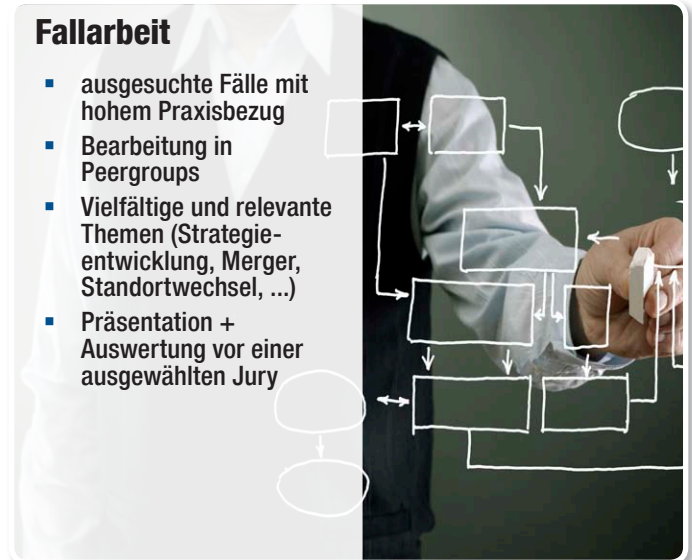 Fallarbeit
▪ ausgesuchte Fälle mit
hohem Praxisbezug
▪ Bearbeitung in
Peergroups
▪ Vielfältige und relevante
Themen (Strategie-
entwicklung, Merger,
Standortwechsel, ...)
▪ Präsentation +
Auswertung vor einer
ausgewählten Jury